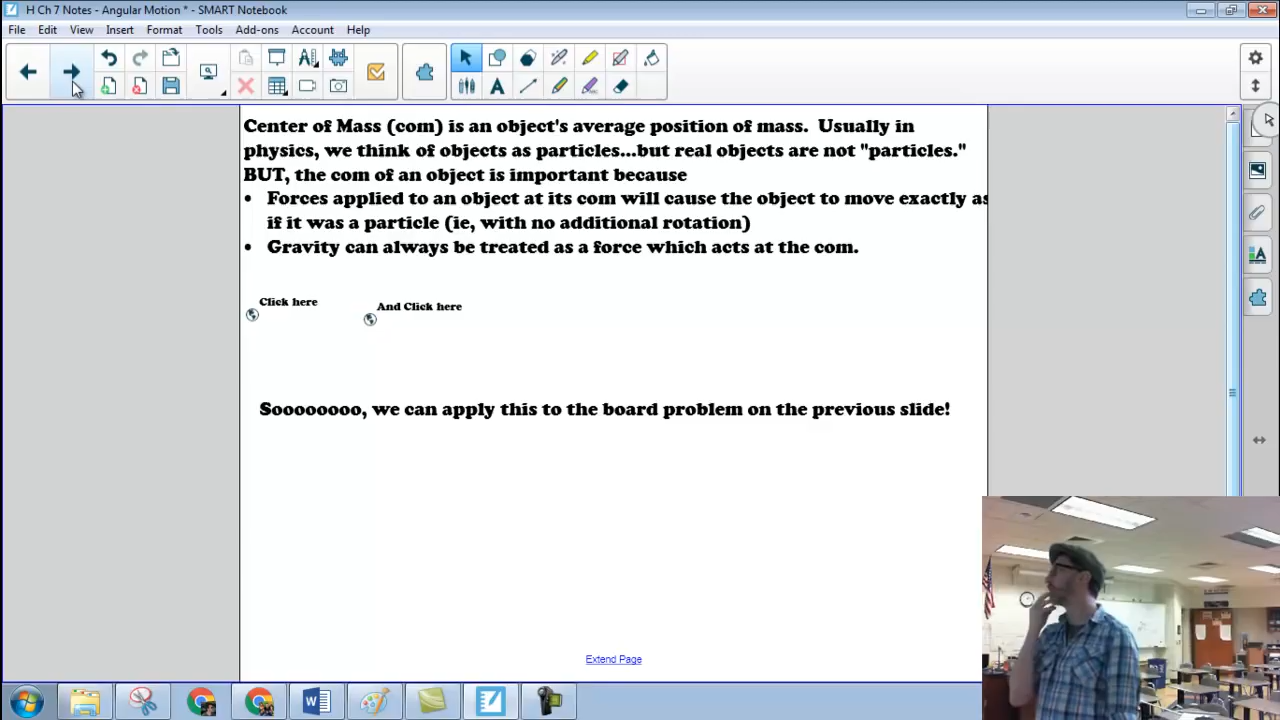 H Ch 7 Notes - Angular Motion * - SMART Notebook
File Edit View Insert Format Tools Add-ons Account Help
Center of Mass (com) is an object's average position of mass. Usually in
physics, we think of objects as particles...but real objects are not "particles."
BUT, the com of an object is important because
• Forces applied to an object at its com will cause the object to move exactly as
if it was a particle (ie, with no additional rotation)
• Gravity can always be treated as a force which acts at the com.
Click here
And Click here
Soooooooo, we can apply this to the board problem on the previous slide!
Extend Page